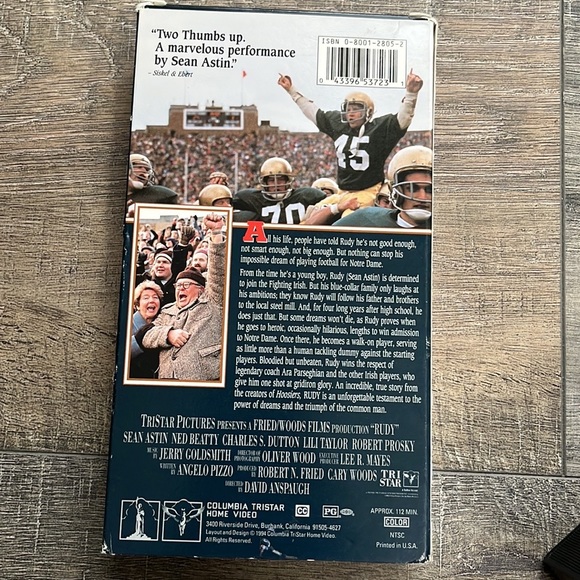 “Two Thumbs up.
A marvelous performance
by Sean Astin.”
– Siskel & Ebert
ISBN 0-8001-2805-2
0 43396 53723 1
45
70
All his life, people have told Rudy he's not good enough,
not smart enough, not big enough. But nothing can stop his
impossible dream of playing football for Notre Dame.
From the time he's a young boy, Rudy (Sean Astin) is determined
to join the Fighting Irish. But his blue-collar family only laughs at
his ambitions; they know Rudy will follow his father and brothers
to the local steel mill. And, for four long years after high school, he
does just that. But some dreams won't die, as Rudy proves when
he goes to heroic, occasionally hilarious, lengths to win admission
to Notre Dame. Once there, he becomes a walk-on player, serving
as little more than a human tackling dummy against the starting
players. Bloodied but unbeaten, Rudy wins the respect of
legendary coach Ara Parseghian and the other Irish players, who
give him one shot at gridiron glory. An incredible, true story from
the creators of Hoosiers, RUDY is an unforgettable testament to the
power of dreams and the triumph of the common man.
TRISTAR PICTURES PRESENTS A FRIED/WOODS FILMS PRODUCTION “RUDY”
SEAN ASTIN NED BEATTY CHARLES S. DUTTON LILI TAYLOR ROBERT PROSKY
MUSIC BY JERRY GOLDSMITH DIRECTOR OF PHOTOGRAPHY OLIVER WOOD EXECUTIVE PRODUCER LEE R. MAYES
WRITTEN BY ANGELO PIZZO PRODUCED BY ROBERT N. FRIED CARY WOODS
DIRECTED BY DAVID ANSPAUGH
TRI
STAR
COLUMBIA TRISTAR
HOME VIDEO
CC
PG
APPROX. 112 MIN.
COLOR
3400 Riverside Drive, Burbank, California 91505-4627
Layout and Design © 1994 Columbia TriStar Home Video.
All Rights Reserved.
NTSC
Printed in U.S.A.